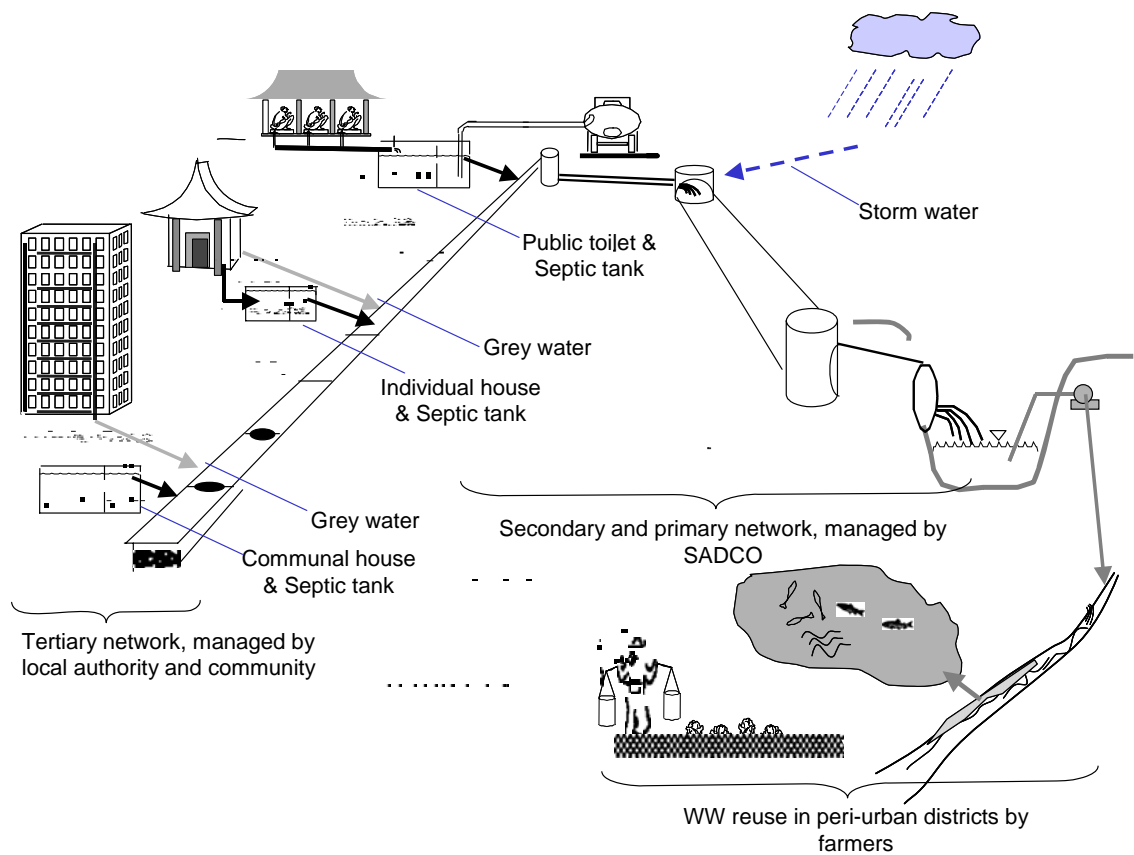 Storm water
Public toilet &
Septic tank
Grey water
Individual house
& Septic tank
Grey water
Communal house
& Septic tank
Secondary and primary network, managed by
SADCO
Tertiary network, managed by
local authority and community
WW reuse in peri-urban districts by
farmers